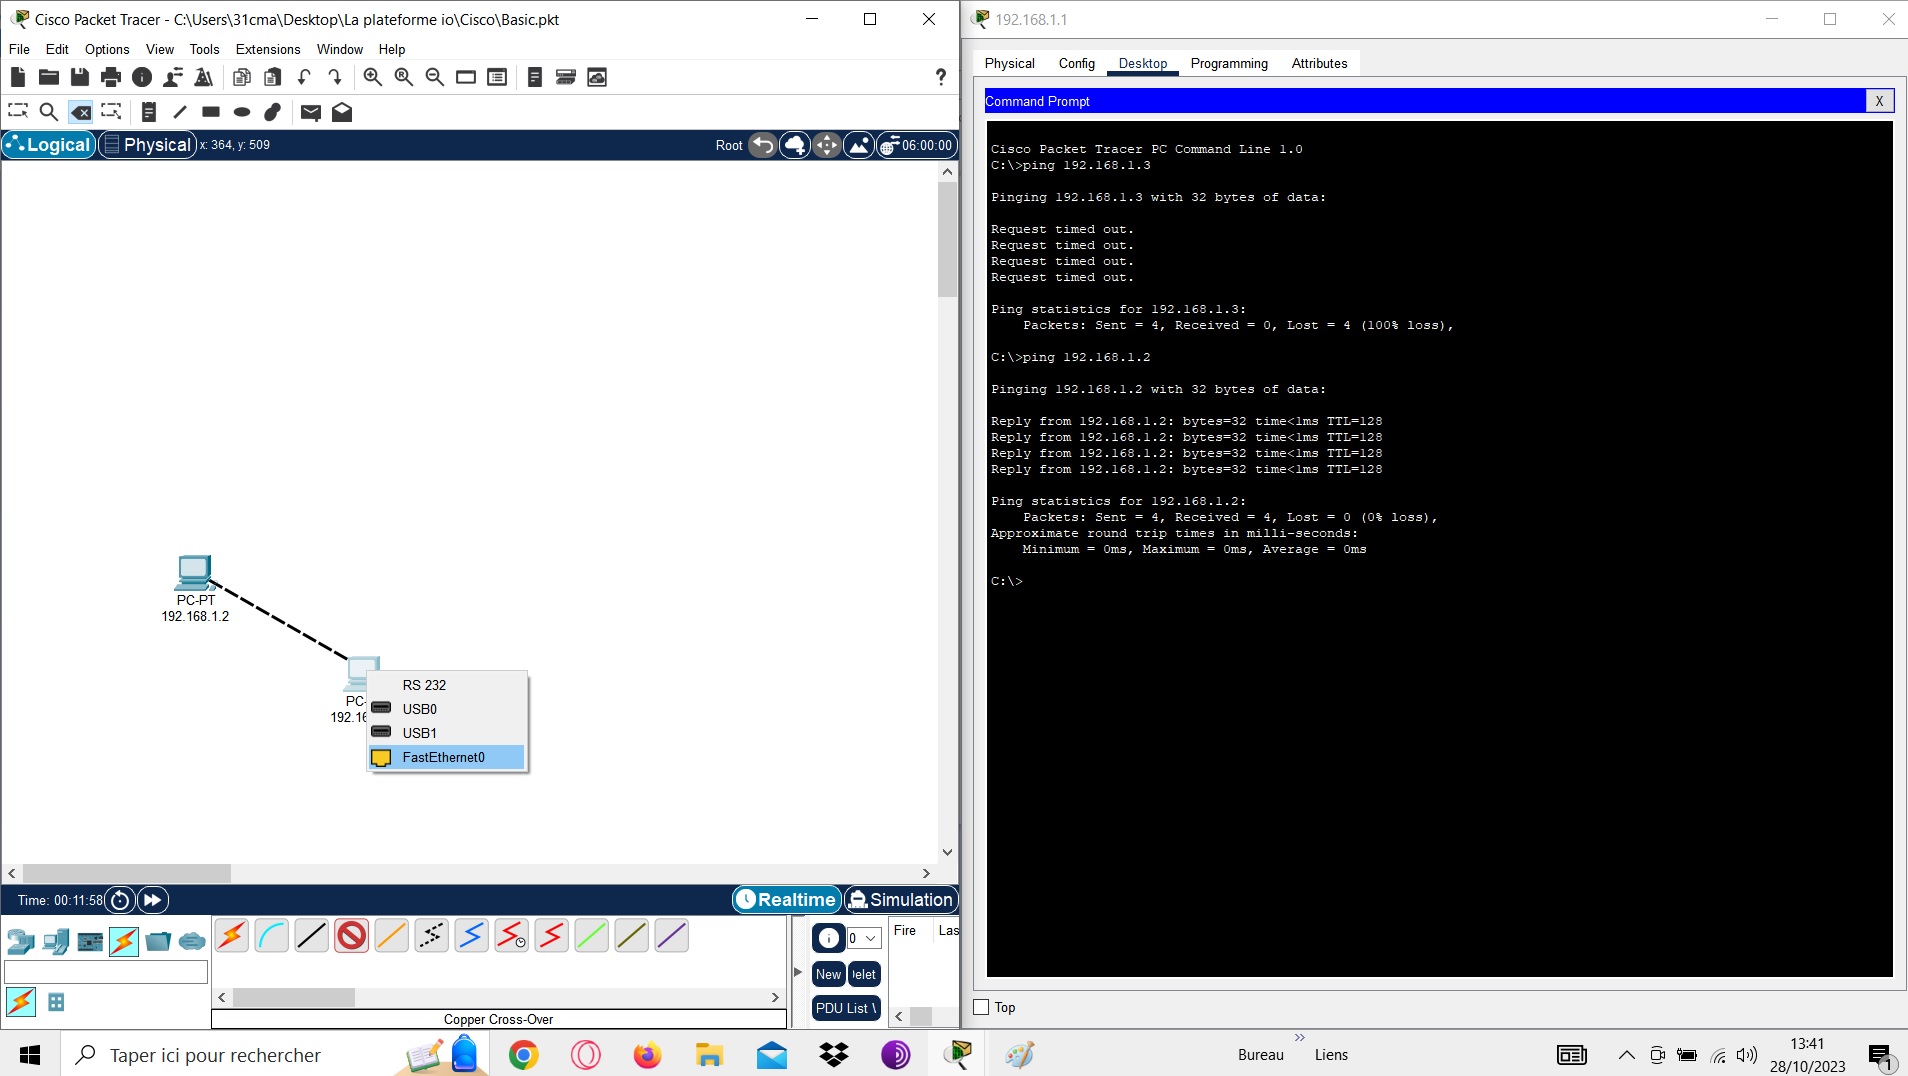 Cisco Packet Tracer - C:\Users\31cma\Desktop\La plateforme io\Cisco\Basic.pkt
File Edit Options View Tools Extensions Window Help
?
Logical Physical x: 364, y: 509 Root 06:00:00
PC-PT
192.168.1.2
PC-
192.16
RS 232
USB0
USB1
FastEthernet0
Time: 00:11:58 Realtime Simulation
0 Fire Las
New elet
PDU List
Copper Cross-Over
192.168.1.1
Physical Config Desktop Programming Attributes
Command Prompt X
Cisco Packet Tracer PC Command Line 1.0
C:\>ping 192.168.1.3
Pinging 192.168.1.3 with 32 bytes of data:
Request timed out.
Request timed out.
Request timed out.
Request timed out.
Ping statistics for 192.168.1.3:
Packets: Sent = 4, Received = 0, Lost = 4 (100% loss),
C:\>ping 192.168.1.2
Pinging 192.168.1.2 with 32 bytes of data:
Reply from 192.168.1.2: bytes=32 time<1ms TTL=128
Reply from 192.168.1.2: bytes=32 time<1ms TTL=128
Reply from 192.168.1.2: bytes=32 time<1ms TTL=128
Reply from 192.168.1.2: bytes=32 time<1ms TTL=128
Ping statistics for 192.168.1.2:
Packets: Sent = 4, Received = 4, Lost = 0 (0% loss),
Approximate round trip times in milli-seconds:
Minimum = 0ms, Maximum = 0ms, Average = 0ms
C:\>
Top
Taper ici pour rechercher
Bureau Liens
13:41
28/10/2023
1